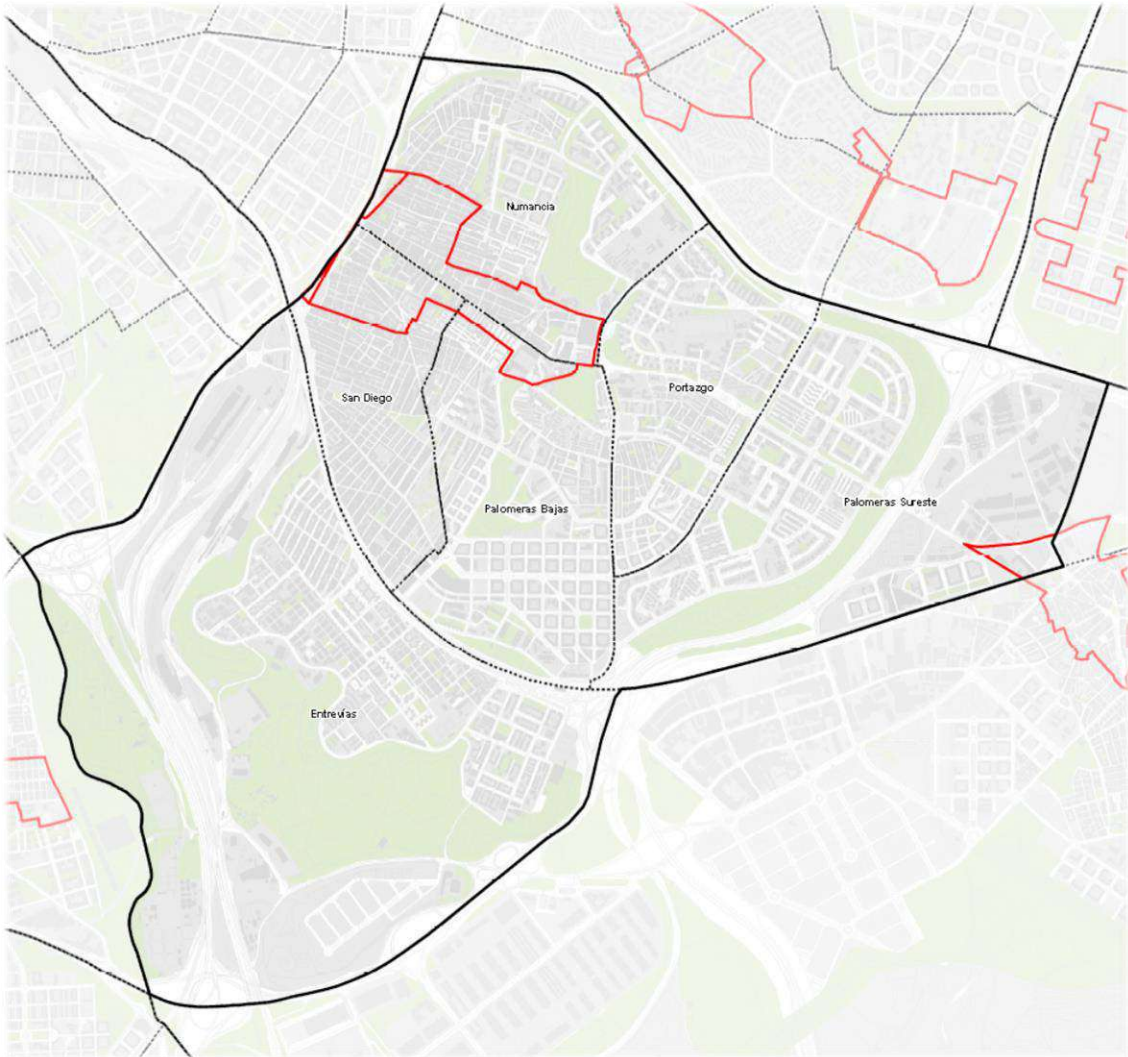 Numancia
Portazgo
San Diego
Palomeras Sureste
Palomeras Bajas
Entrevías